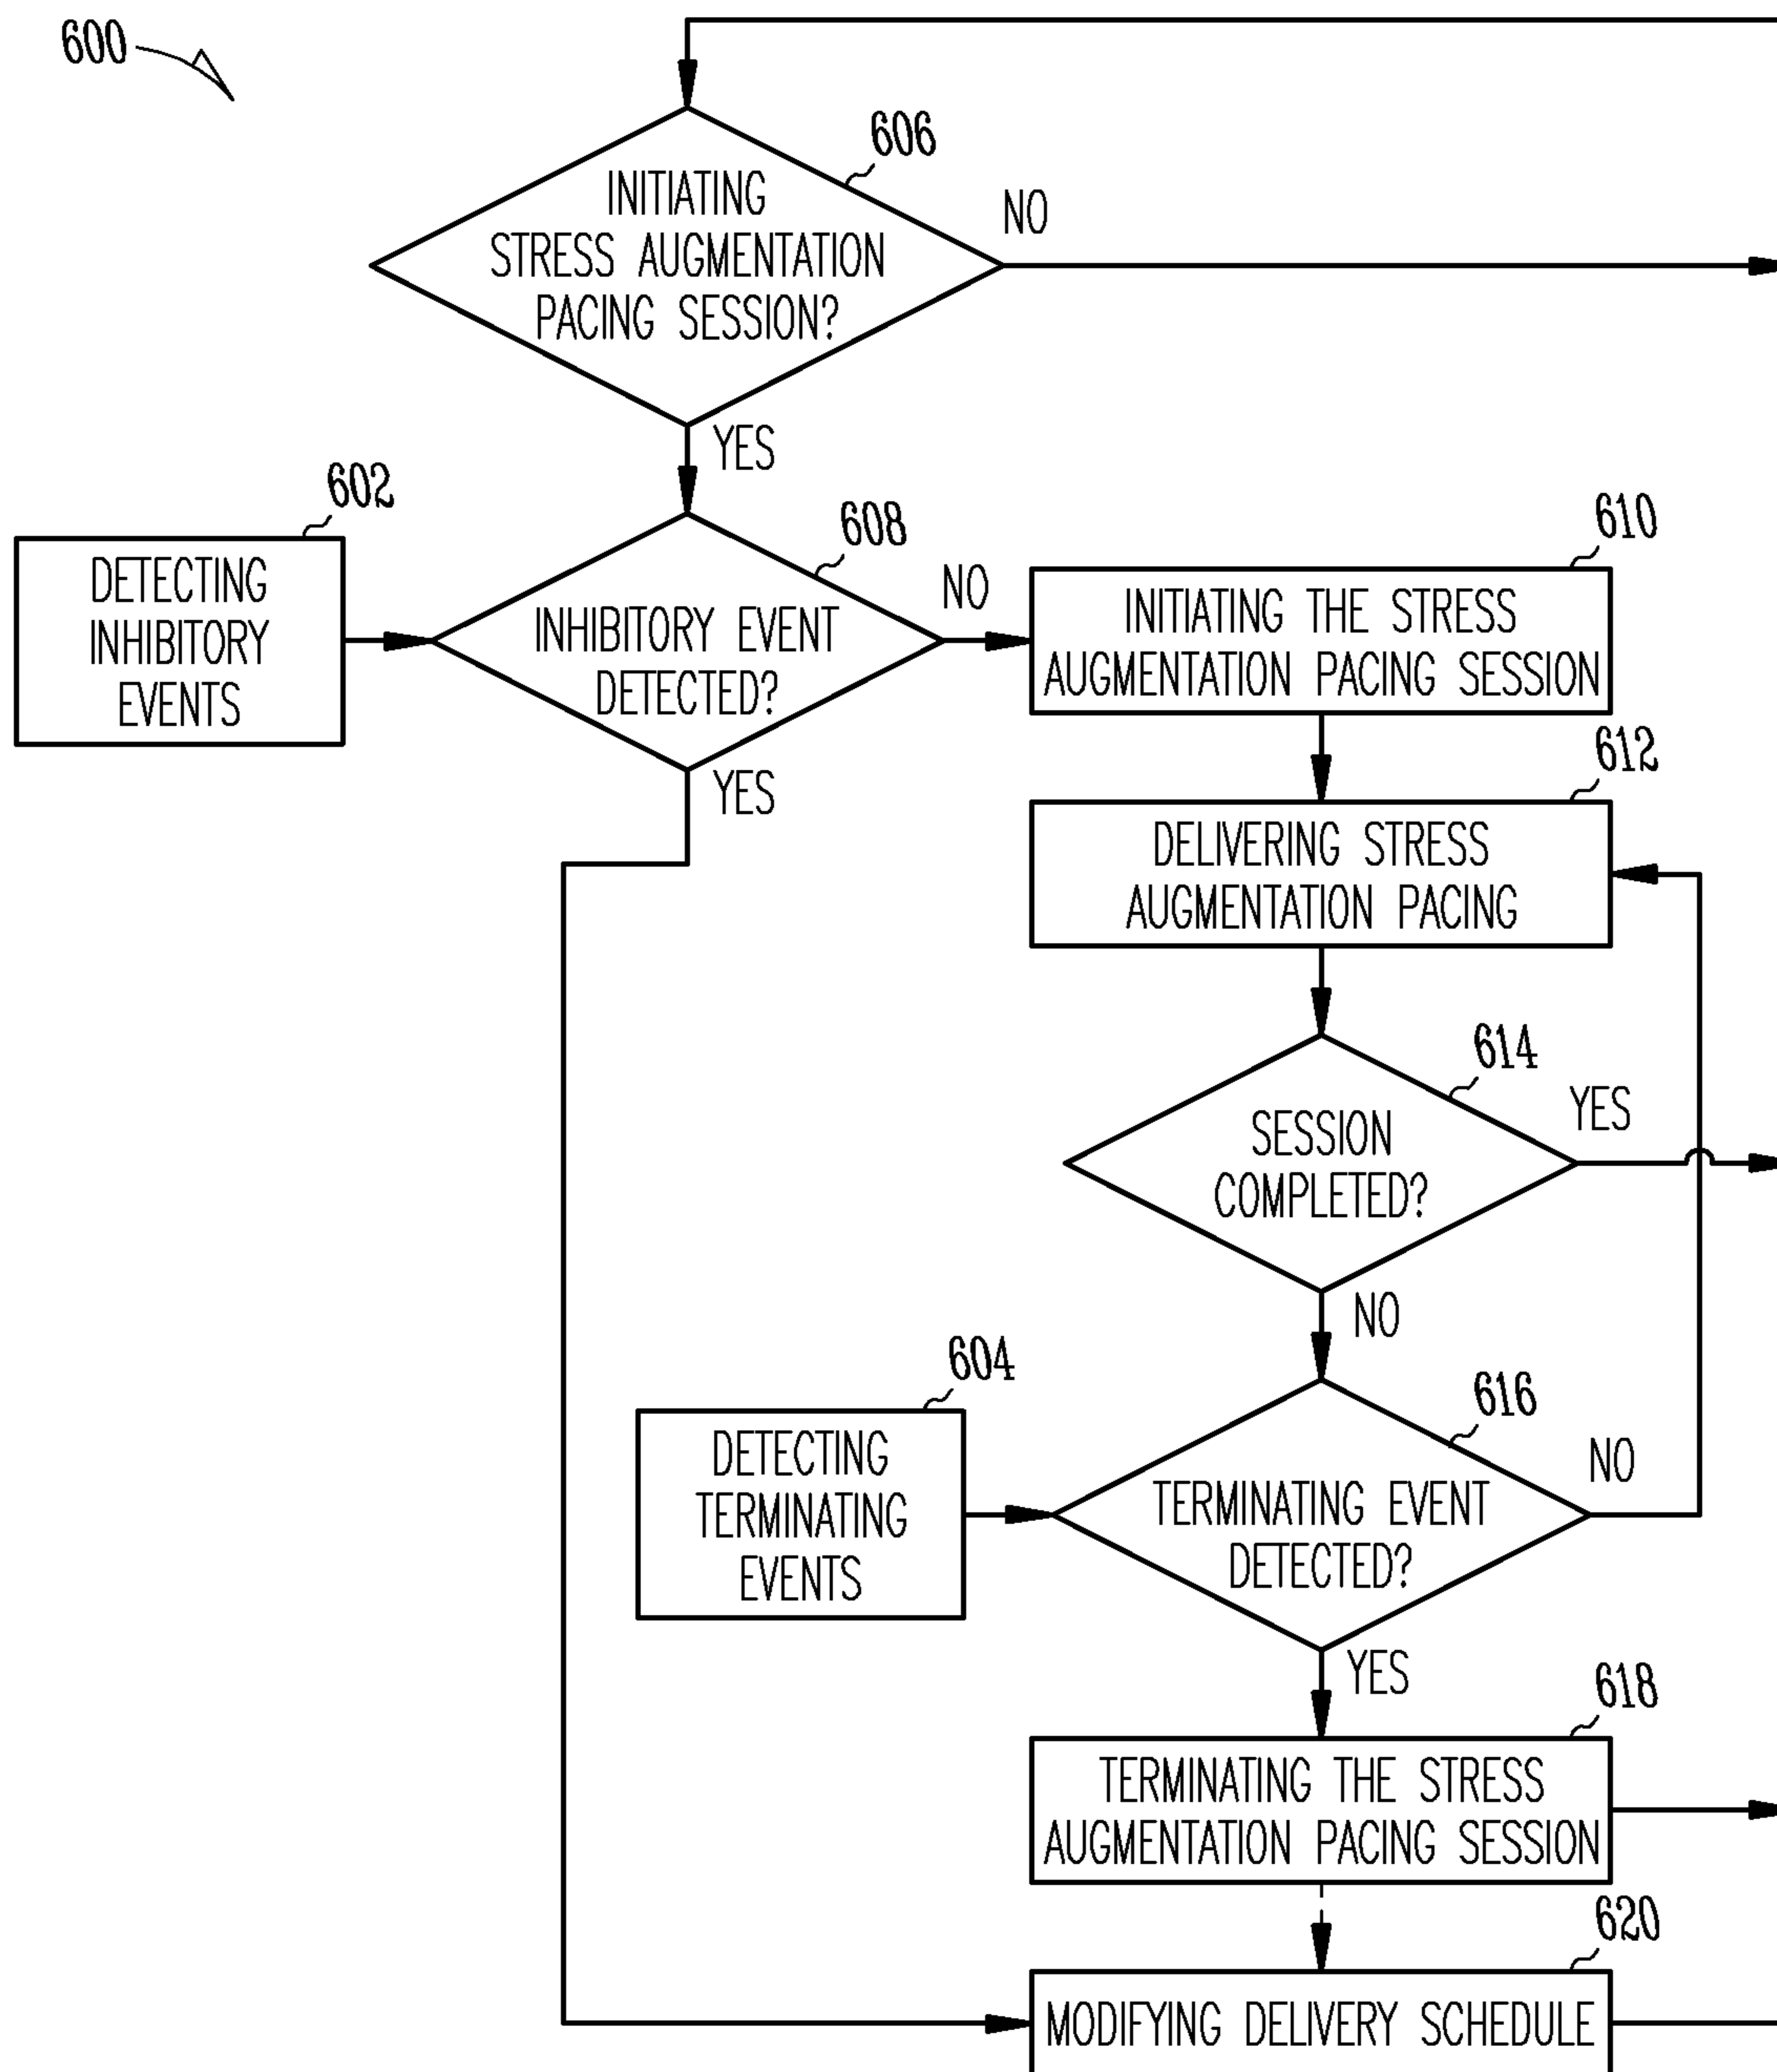 600
606
INITIATING
STRESS AUGMENTATION
PACING SESSION?
NO
YES
602
DETECTING
INHIBITORY
EVENTS
608
INHIBITORY EVENT
DETECTED?
NO
YES
610
INITIATING THE STRESS
AUGMENTATION PACING SESSION
612
DELIVERING STRESS
AUGMENTATION PACING
614
SESSION
COMPLETED?
YES
NO
604
DETECTING
TERMINATING
EVENTS
616
TERMINATING EVENT
DETECTED?
NO
YES
618
TERMINATING THE STRESS
AUGMENTATION PACING SESSION
620
MODIFYING DELIVERY SCHEDULE